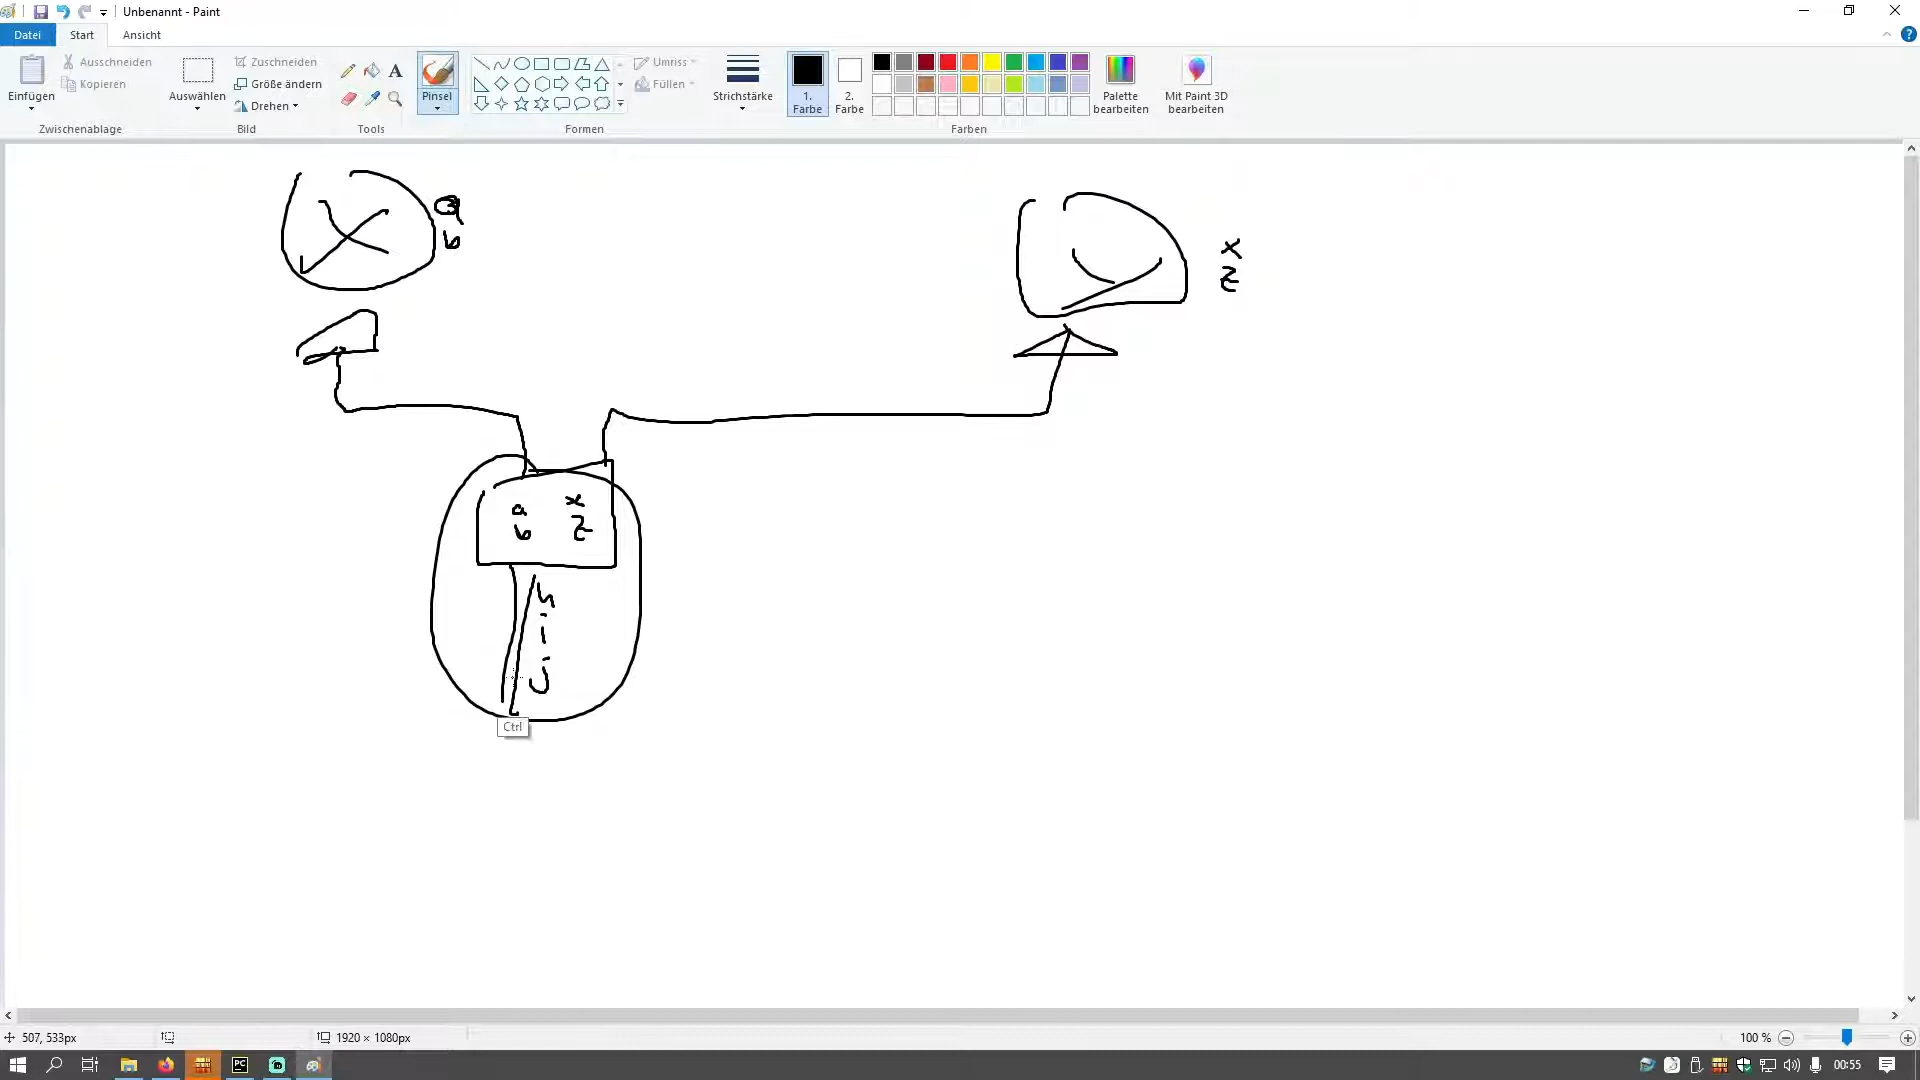 Unbenannt - Paint
Datei
Start
Ansicht
Einfügen
Ausschneiden
Kopieren
Zwischenablage
Auswählen
Zuschneiden
Größe ändern
Drehen
Bild
A
Tools
Pinsel
Umriss
Füllen
Formen
Strichstärke
1.
Farbe
2.
Farbe
Palette
bearbeiten
Mit Paint 3D
bearbeiten
Farben
a
b
x
z
a x
b z
Ctrl
507, 533px
1920 × 1080px
100 %
PC
00:55